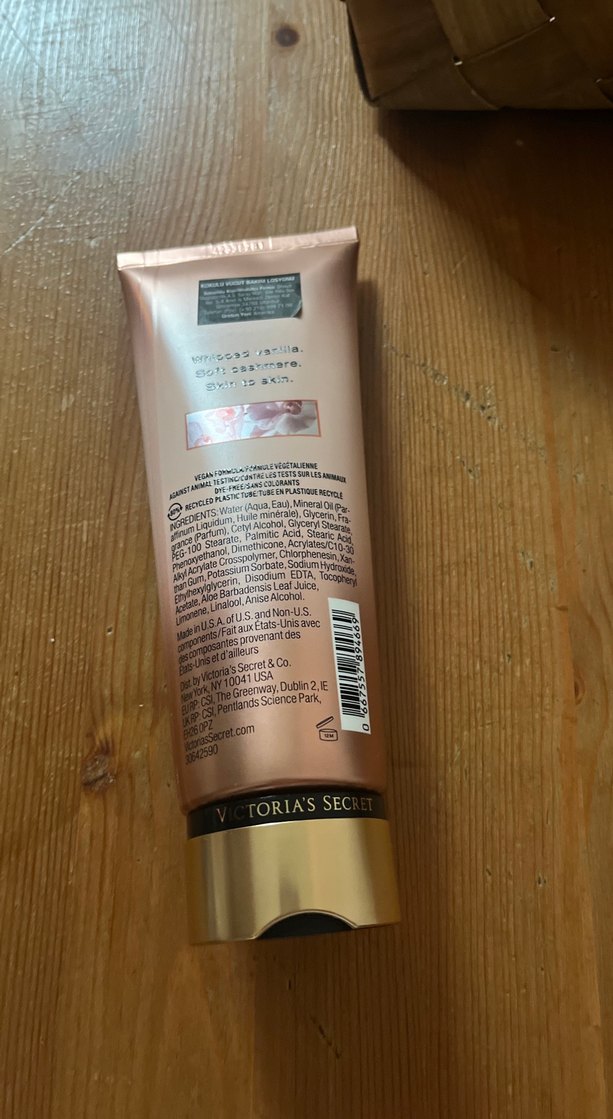 KOKULU VÜCUT BAKIM LOSYONU
Whipped vanilla.
Soft cashmere.
Skin to skin.
VEGAN FORMULA/FORMULE VÉGÉTALIENNE
AGAINST ANIMAL TESTING/CONTRE LES TESTS SUR LES ANIMAUX
DYE-FREE/SANS COLORANTS
RECYCLED PLASTIC TUBE/TUBE EN PLASTIQUE RECYCLÉ
INGREDIENTS: Water (Aqua, Eau), Mineral Oil (Par-
affinum Liquidum, Huile minérale), Glycerin, Fra-
grance (Parfum), Cetyl Alcohol, Glyceryl Stearate,
PEG-100 Stearate, Palmitic Acid, Stearic Acid,
Phenoxyethanol, Dimethicone, Acrylates/C10-30
Alkyl Acrylate Crosspolymer, Chlorphenesin, Xan-
than Gum, Potassium Sorbate, Sodium Hydroxide,
Ethylhexylglycerin, Disodium EDTA, Tocopheryl
Acetate, Aloe Barbadensis Leaf Juice,
Limonene, Linalool, Anise Alcohol.
Made in U.S.A. of U.S. and Non-U.S.
components/Fait aux États-Unis avec
des composantes provenant des
États-Unis et d'ailleurs
Dist. by Victoria's Secret & Co.
New York, NY 10041 USA
EU RP: CSI, The Greenway, Dublin 2, IE
UK RP: CSI, Pentlands Science Park,
EH26 0PZ
VictoriasSecret.com
30642590
0 667557 894669
12M
VICTORIA'S SECRET